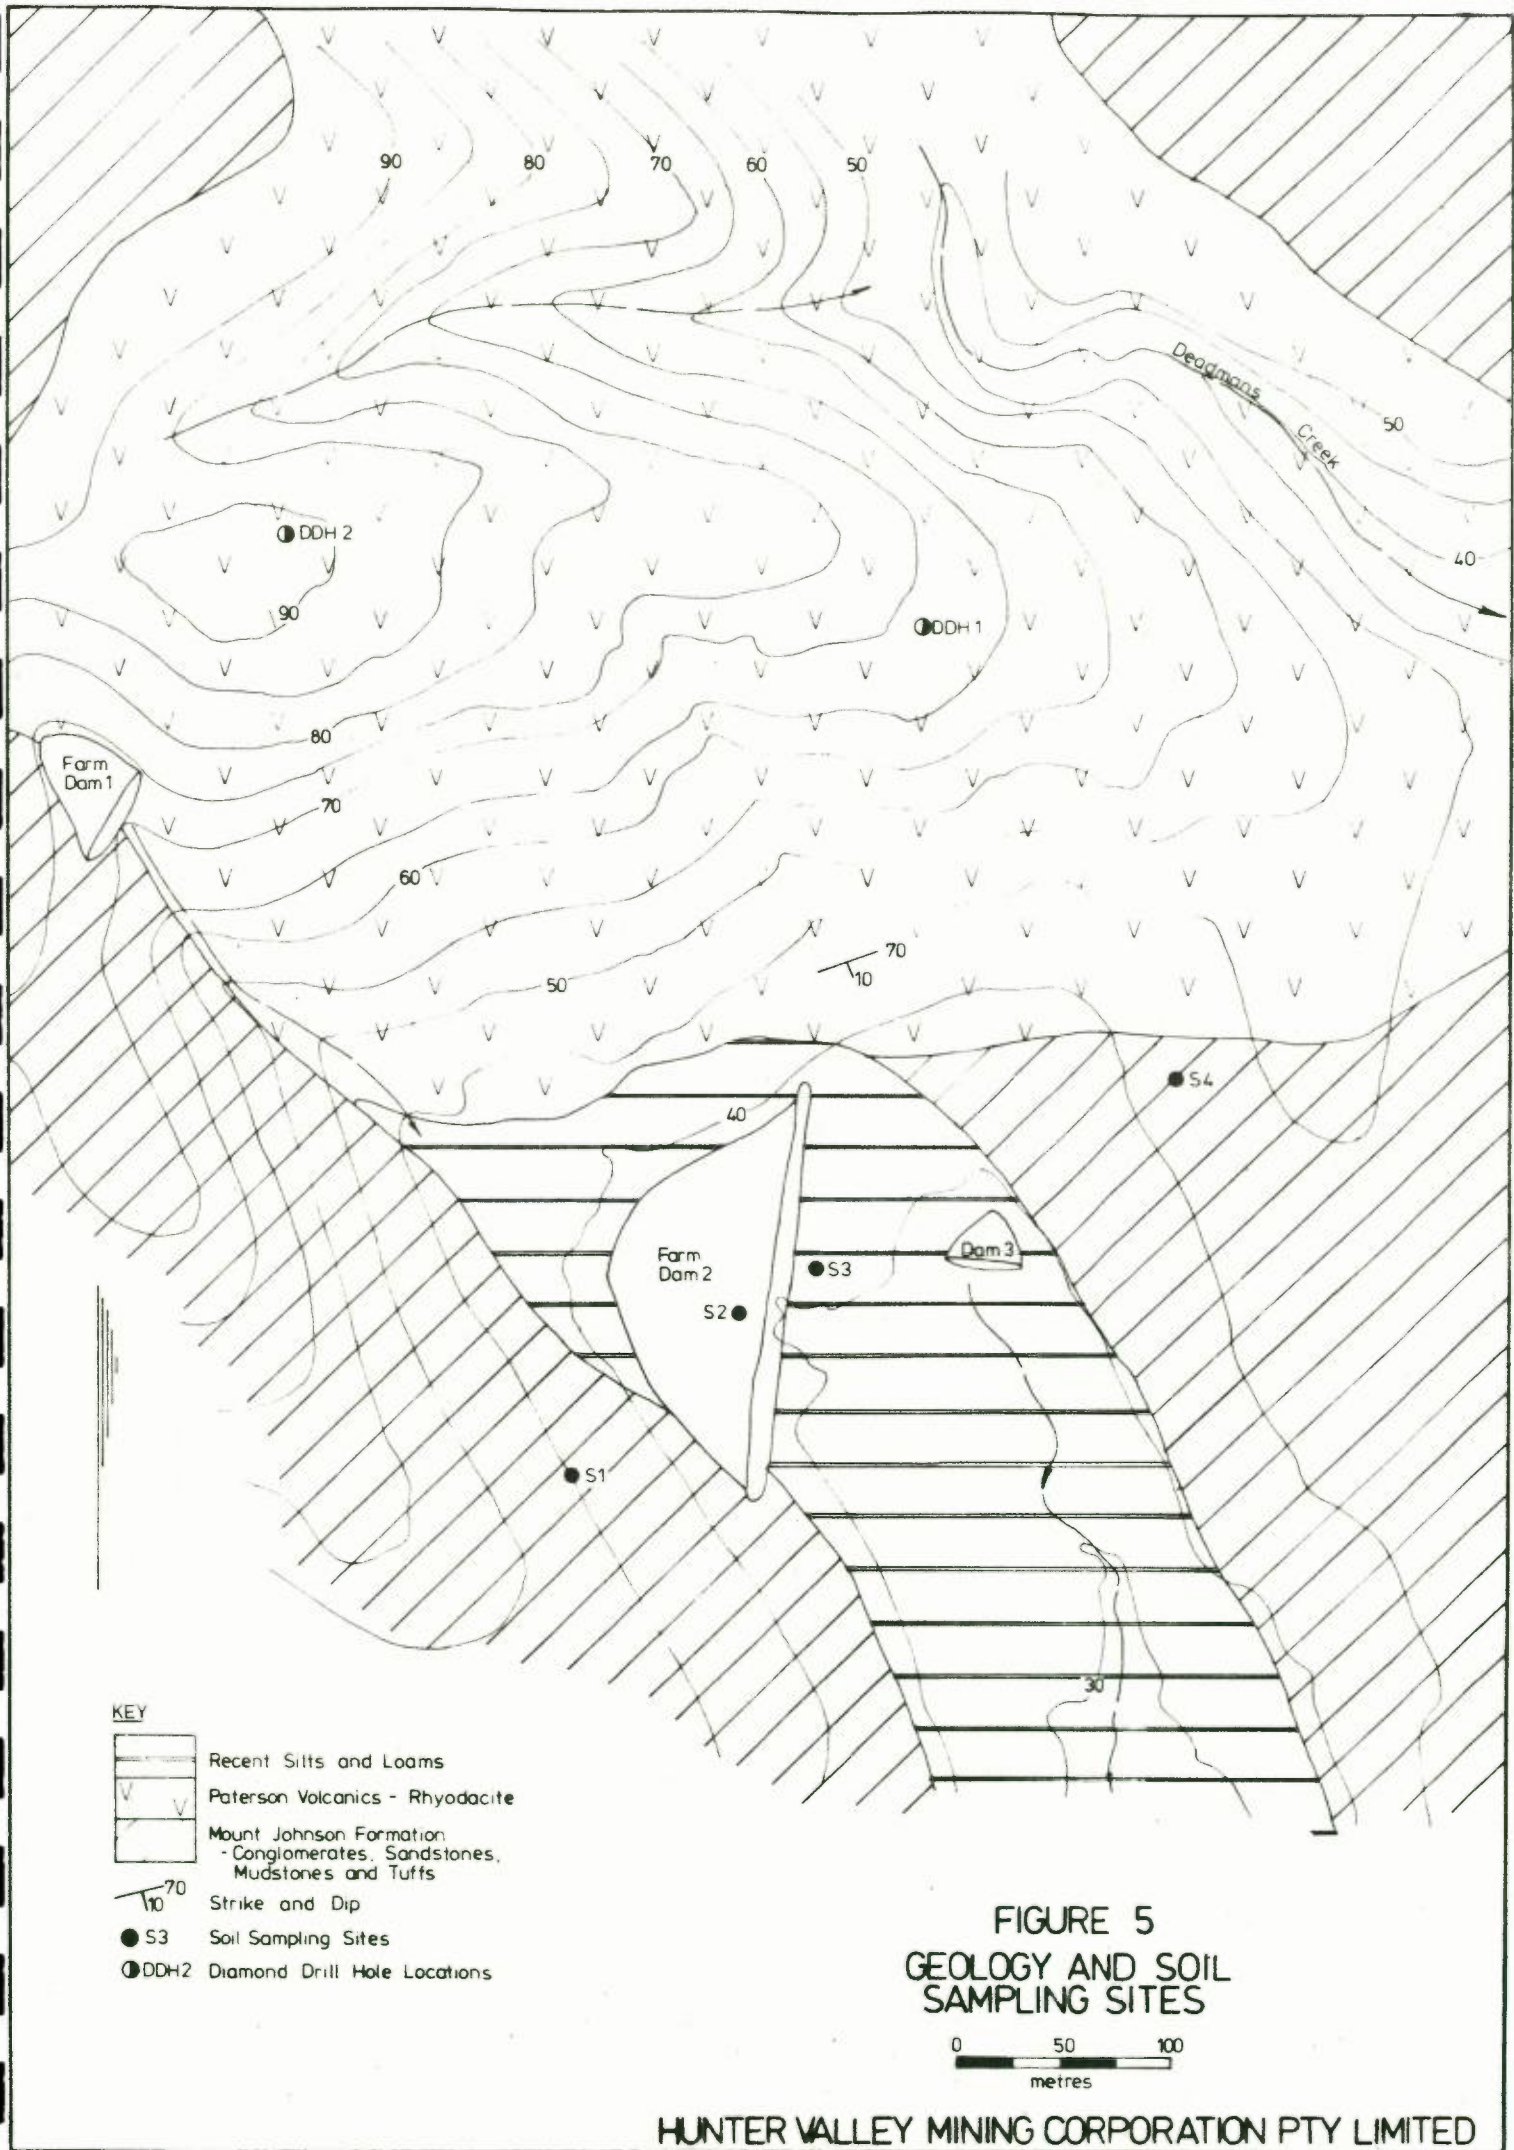 90
80
70
60
50
Deadmans
Creek
50
40
DDH 2
90
DDH 1
80
Farm
Dam 1
70
60
70
10
50
S4
40
Farm
Dam 2
Dam 3
S3
S2
S1
30
KEY
Recent Silts and Loams
V V
Paterson Volcanics - Rhyodacite
Mount Johnson Formation
- Conglomerates, Sandstones,
Mudstones and Tuffs
70
10
Strike and Dip
S3 Soil Sampling Sites
DDH2 Diamond Drill Hole Locations
FIGURE 5
GEOLOGY AND SOIL
SAMPLING SITES
0 50 100
metres
HUNTER VALLEY MINING CORPORATION PTY LIMITED